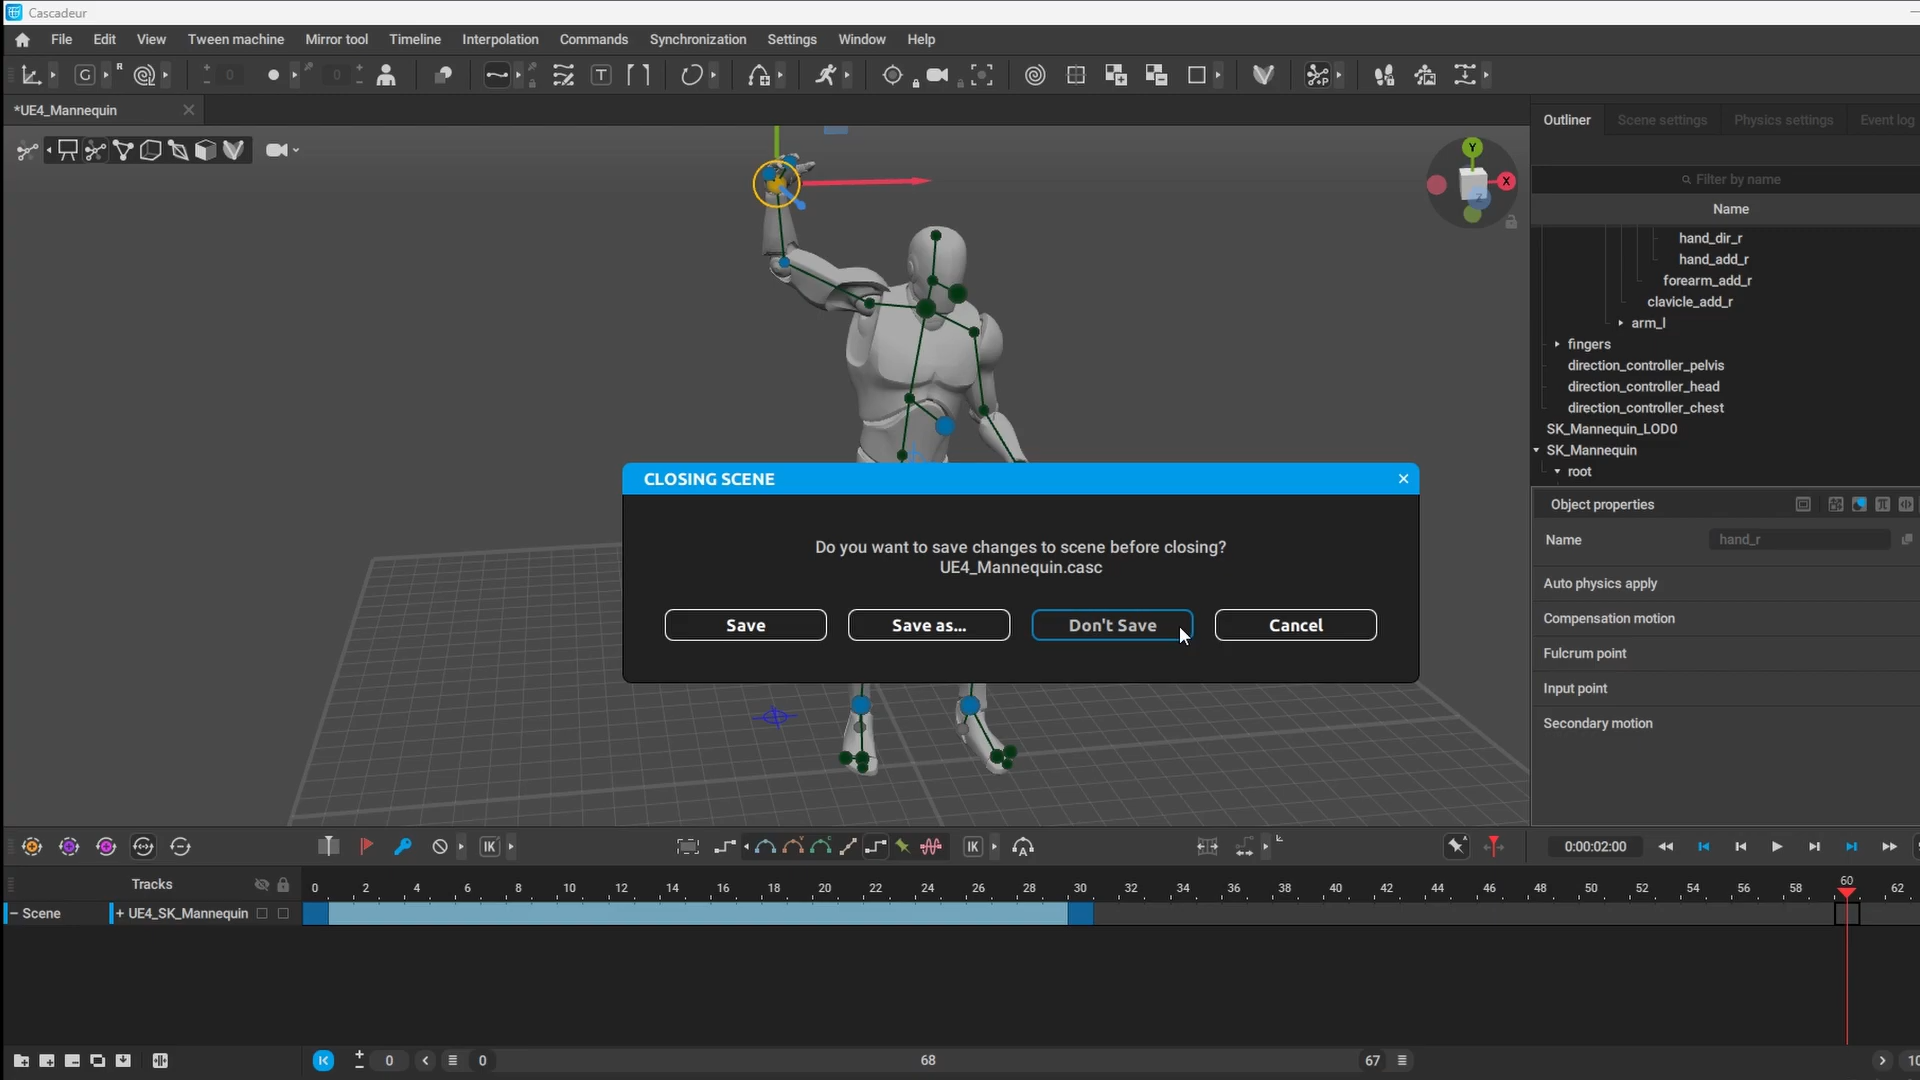 Cascadeur
File Edit View Tween machine Mirror tool Timeline Interpolation Commands Synchronization Settings Window Help
G R 0 0 T
*UE4_Mannequin
Outliner Scene settings Physics settings Event log
Y
X
Z
Filter by name
Name
hand_dir_r
hand_add_r
forearm_add_r
clavicle_add_r
arm_l
fingers
direction_controller_pelvis
direction_controller_head
direction_controller_chest
SK_Mannequin_LOD0
SK_Mannequin
root
CLOSING SCENE
Do you want to save changes to scene before closing?
UE4_Mannequin.casc
Save Save as... Don't Save Cancel
Object properties
Name hand_r
Auto physics apply
Compensation motion
Fulcrum point
Input point
Secondary motion
IK IK 0:00:02:00
Tracks 0 2 4 6 8 10 12 14 16 18 20 22 24 26 28 30 32 34 36 38 40 42 44 46 48 50 52 54 56 58 60 62
Scene + UE4_SK_Mannequin
0 0 68 67 10